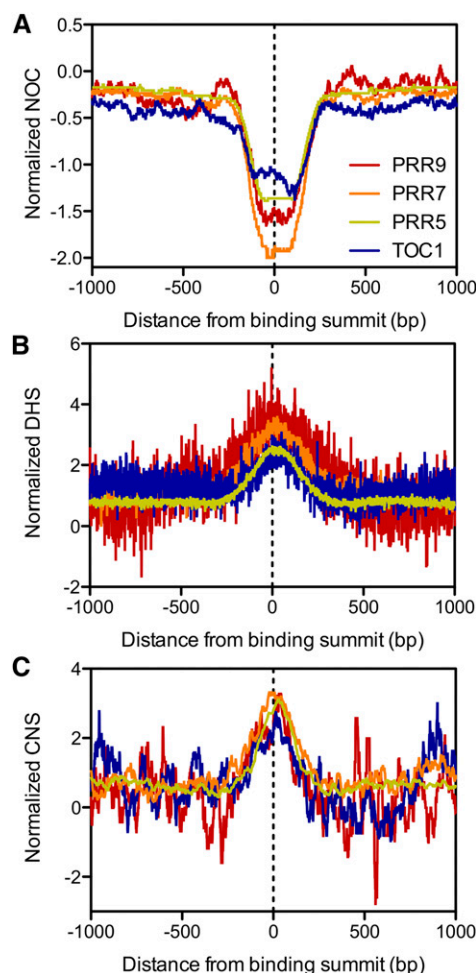 A
Normalized NOC
0.5
0.0
-0.5
-1.0
-1.5
-2.0
PRR9
PRR7
PRR5
TOC1
-1000 -500 0 500 1000
Distance from binding summit (bp)
B
Normalized DHS
6
4
2
0
-2
-1000 -500 0 500 1000
Distance from binding summit (bp)
C
Normalized CNS
4
2
0
-2
-1000 -500 0 500 1000
Distance from binding summit (bp)